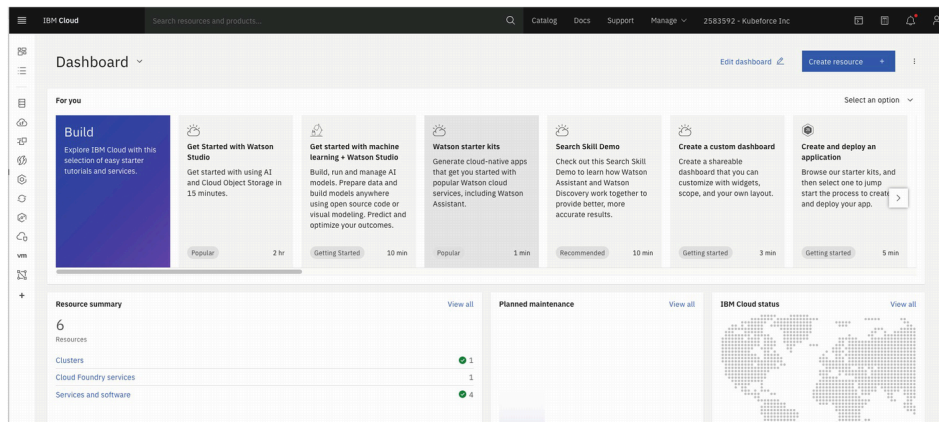 IBM Cloud
Search resources and products...
Catalog
Docs
Support
Manage
2583592 - Kubeforce Inc
Dashboard
Edit dashboard
Create resource +
For you
Select an option
Build
Explore IBM Cloud with this
selection of easy starter
tutorials and services.
Get Started with Watson
Studio
Get started with using AI
and Cloud Object Storage in
15 minutes.
Popular
2 hr
Get started with machine
learning + Watson Studio
Build, run and manage AI
models. Prepare data and
build models anywhere
using open source code or
visual modeling. Predict and
optimize your outcomes.
Getting Started
10 min
Watson starter kits
Generate cloud-native apps
that get you started with
popular Watson cloud
services, including Watson
Assistant.
Popular
1 min
Search Skill Demo
Check out this Search Skill
Demo to learn how Watson
Assistant and Watson
Discovery work together to
provide better, more
accurate results.
Recommended
10 min
Create a custom dashboard
Create a shareable
dashboard that you can
customize with widgets,
scope, and your own layout.
Getting started
3 min
Create and deploy an
application
Browse our starter kits, and
then select one to jump
start the process to create
and deploy your app.
Getting started
5 min
vm
Resource summary
View all
6
Resources
Clusters
1
Cloud Foundry services
1
Services and software
4
Planned maintenance
View all
IBM Cloud status
View all